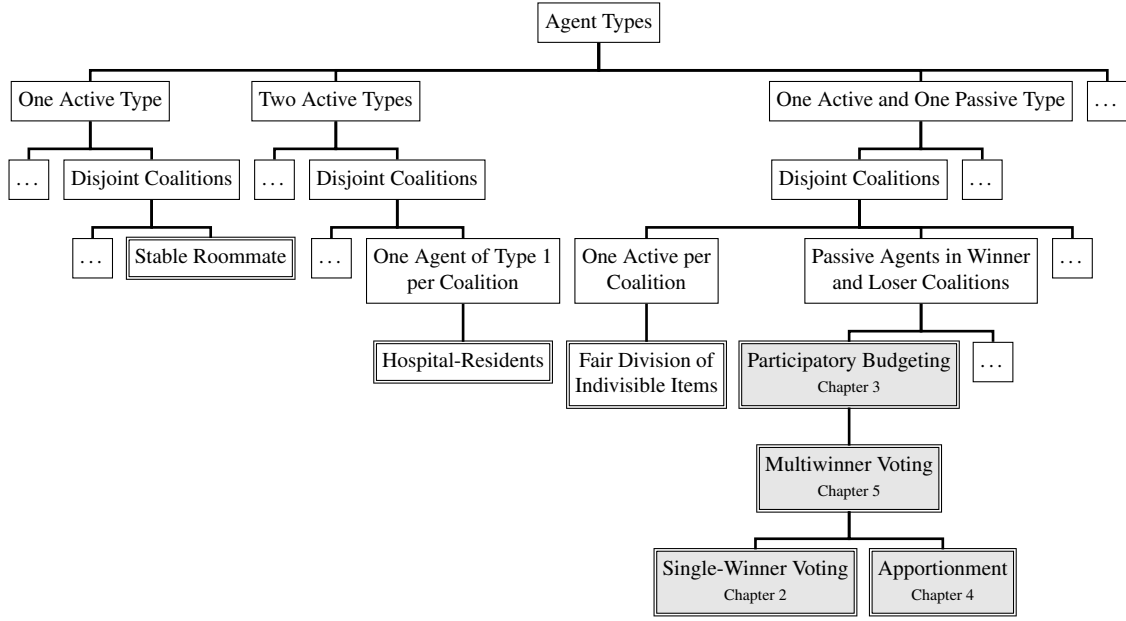 Agent Types
One Active Type
Two Active Types
One Active and One Passive Type
...
...
Disjoint Coalitions
...
Disjoint Coalitions
Disjoint Coalitions
...
...
Stable Roommate
...
One Agent of Type 1
per Coalition
One Active per
Coalition
Passive Agents in Winner
and Loser Coalitions
...
Hospital-Residents
Fair Division of
Indivisible Items
Participatory Budgeting
Chapter 3
...
Multiwinner Voting
Chapter 5
Single-Winner Voting
Chapter 2
Apportionment
Chapter 4